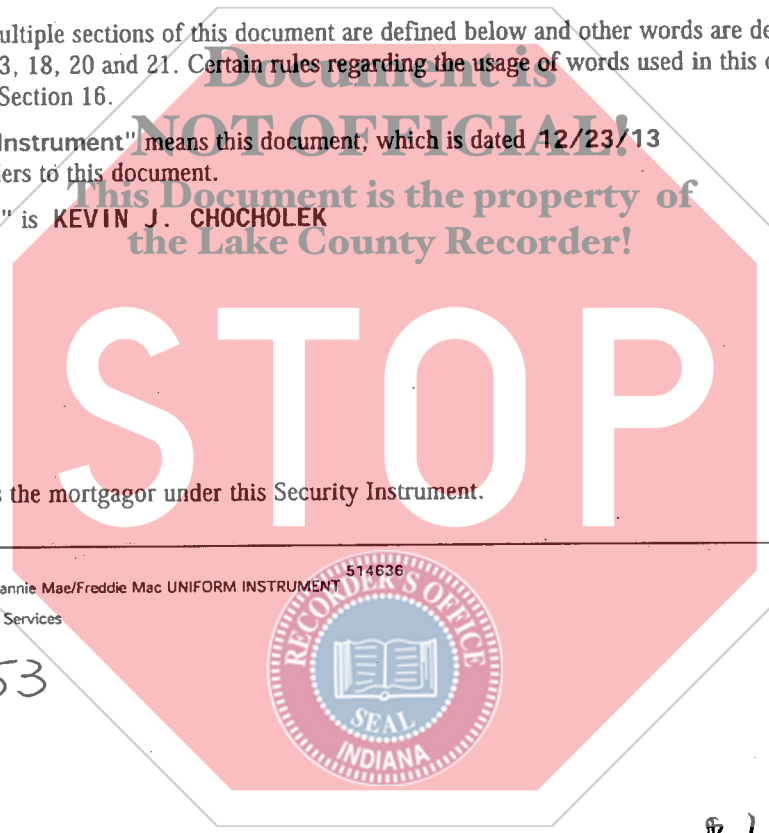 ultiple sections of this document are defined below and other words are de
3, 18, 20 and 21. Certain rules regarding the usage of words used in this
Section 16.
Document is
NOT OFFICIAL!
Instrument" means this document, which is dated 12/23/13
ers to this document.
This Document is the property of
" is KEVIN J. CHOCHOLEK
the Lake County Recorder!
STOP
the mortgagor under this Security Instrument.
annie Mae/Freddie Mac UNIFORM INSTRUMENT 514636
Services
RECORDER'S OFFICE
SEAL
INDIANA
53